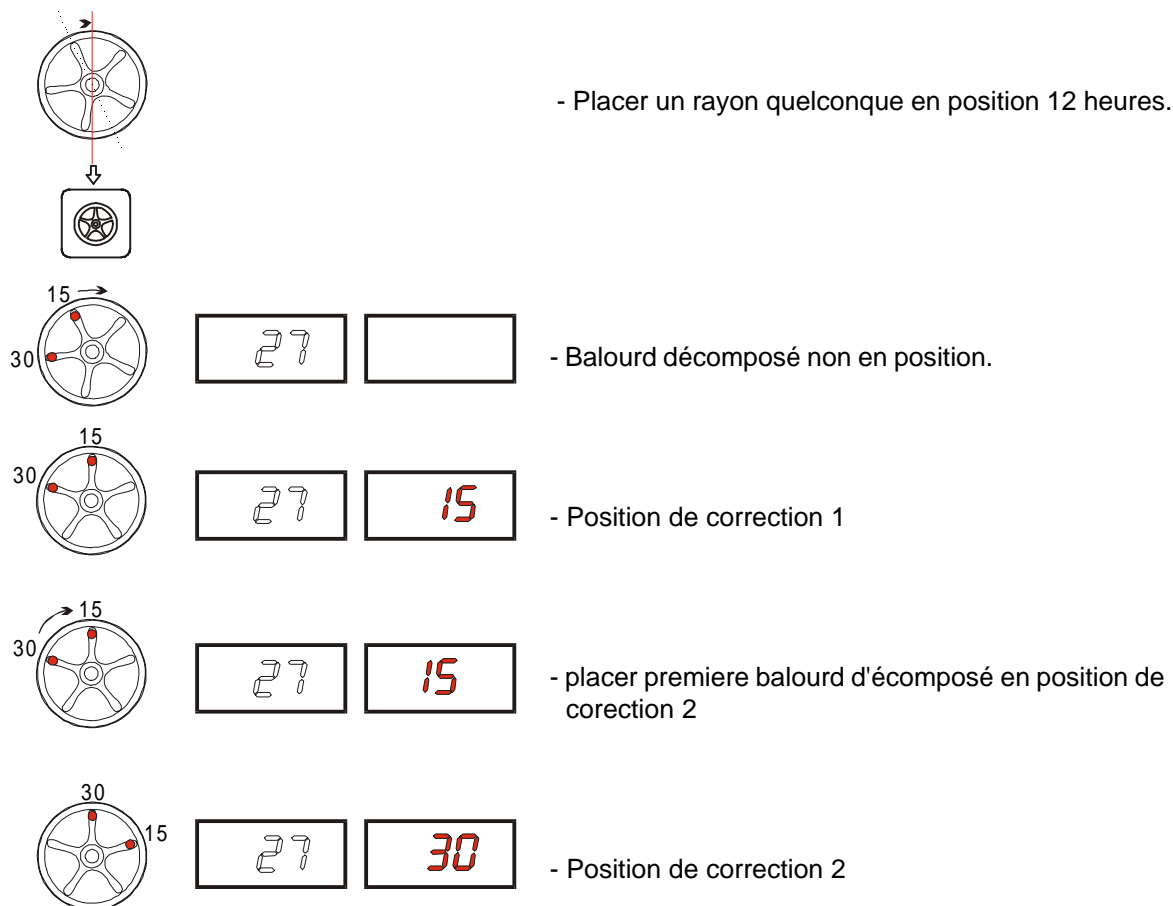 - Placer un rayon quelconque en position 12 heures.
15
30
27
- Balourd décomposé non en position.
15
30
27
15
- Position de correction 1
15
30
27
15
- placer premiere balourd d'écomposé en position de
corection 2
30
15
27
30
- Position de correction 2